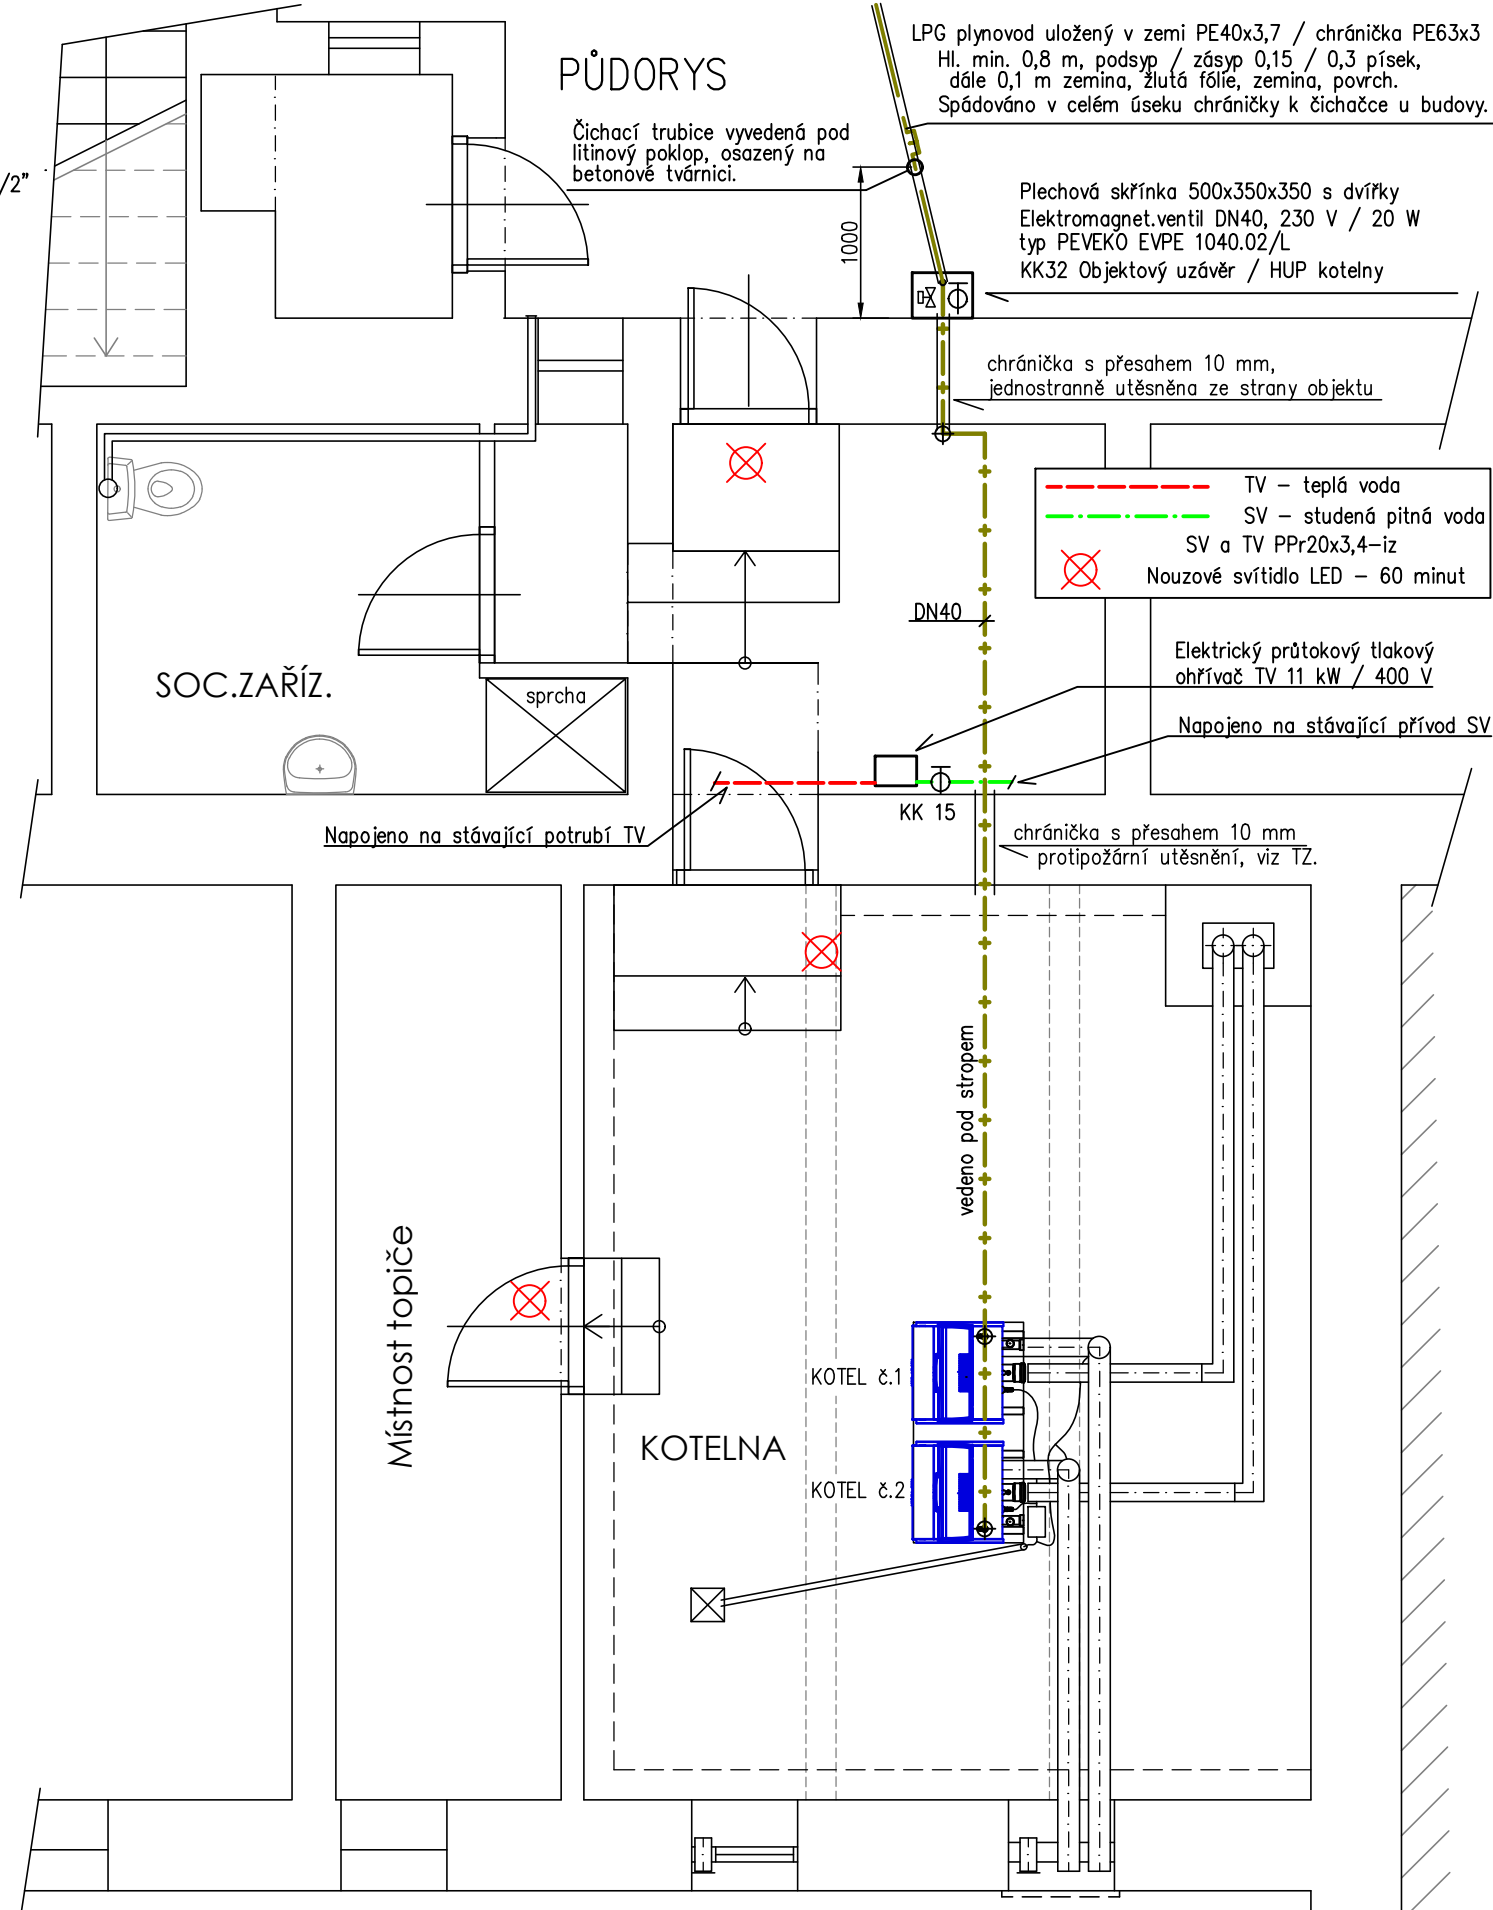 LPG plynovod uložený v zemi PE40x3,7 / chránička PE63x3
Hl. min. 0,8 m, podsyp / zásyp 0,15 / 0,3 písek,
dále 0,1 m zemina, žlutá fólie, zemina, povrch.
Spádováno v celém úseku chráničky k čichačce u budovy.
PŮDORYS
Čichací trubice vyvedená pod
litinový poklop, osazený na
betonové tvárnici.
/2"
1000
Plechová skřínka 500x350x350 s dvířky
Elektromagnet.ventil DN40, 230 V / 20 W
typ PEVEKO EVPE 1040.02/L
KK32 Objektový uzávěr / HUP kotelny
chránička s přesahem 10 mm,
jednostranně utěsněna ze strany objektu
TV – teplá voda
SV – studená pitná voda
SV a TV PPr20x3,4–iz
Nouzové svítidlo LED – 60 minut
DN40
Elektrický průtokový tlakový
ohřívač TV 11 kW / 400 V
SOC.ZAŘÍZ.
sprcha
Napojeno na stávající přívod SV
KK 15
Napojeno na stávající potrubí TV
chránička s přesahem 10 mm
protipožární utěsnění, viz TZ.
vedeno pod stropem
Místnost topiče
KOTEL č.1
KOTELNA
KOTEL č.2